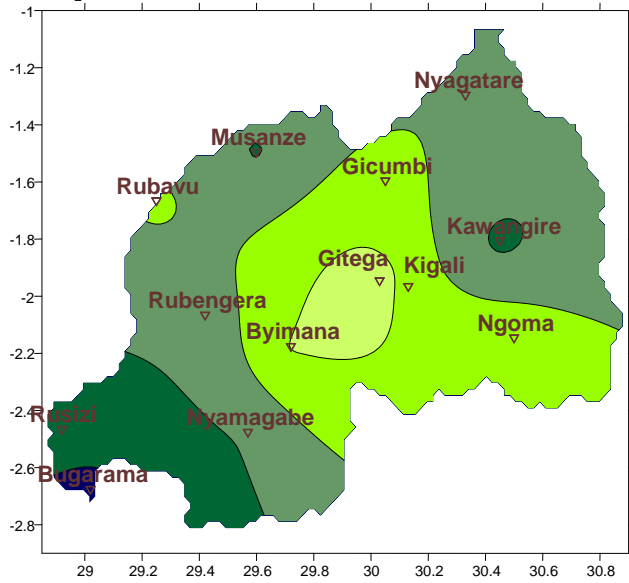 -1
-1.2
-1.4
-1.6
-1.8
-2
-2.2
-2.4
-2.6
-2.8
Nyagatare
Musanze
Gicumbi
Rubavu
Kawangire
Gitega
Kigali
Rubengera
Ngoma
Byimana
Rusizi
Nyamagabe
Bugarama
29 29.2 29.4 29.6 29.8 30 30.2 30.4 30.6 30.8